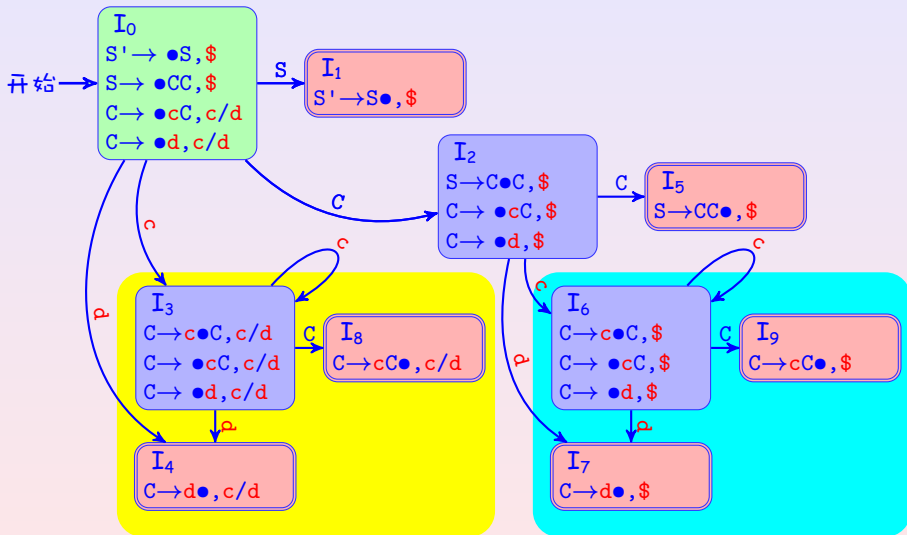 I₀
S'→ ●S,$
S→ ●CC,$
C→ ●cC,c/d
C→ ●d,c/d
开始
S
I₁
S'→S●,$
C
I₂
S→C●C,$
C→ ●cC,$
C→ ●d,$
C
I₅
S→CC●,$
c
d
c
I₃
C→c●C,c/d
C→ ●cC,c/d
C→ ●d,c/d
C
I₈
C→cC●,c/d
d
I₄
C→d●,c/d
c
d
c
I₆
C→c●C,$
C→ ●cC,$
C→ ●d,$
C
I₉
C→cC●,$
d
I₇
C→d●,$